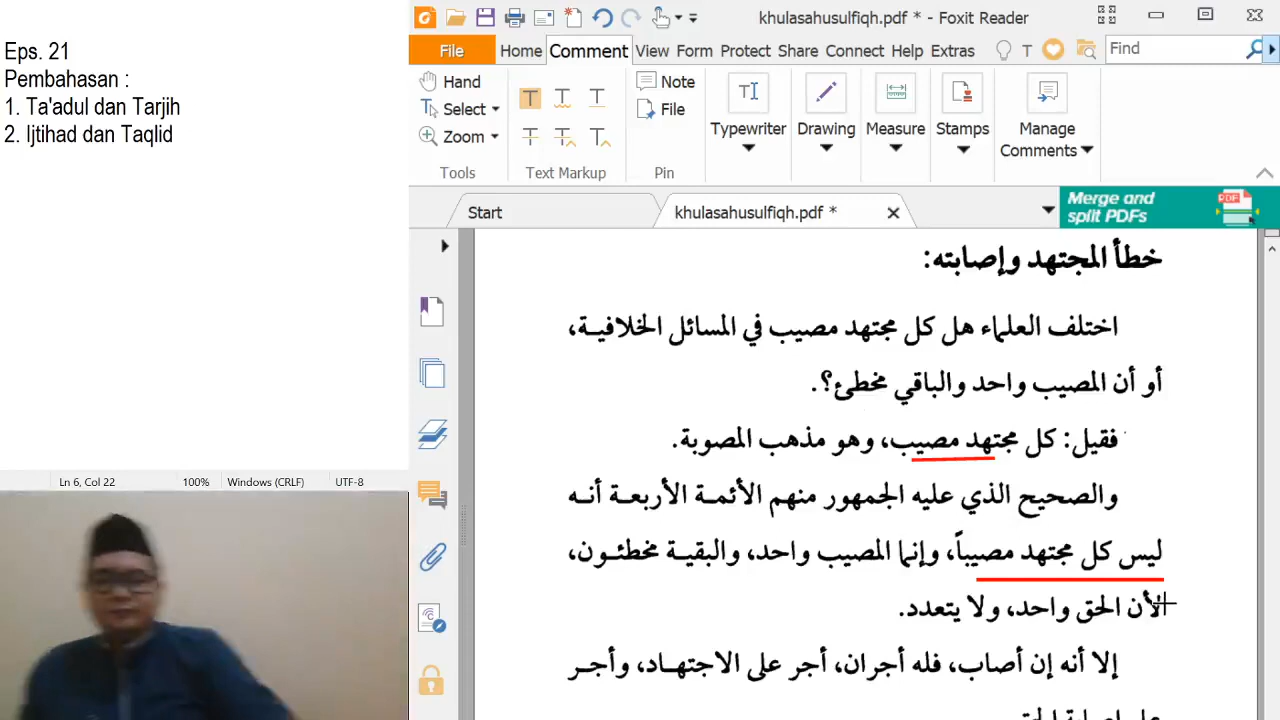 Eps. 21
Pembahasan :
1. Ta'adul dan Tarjih
2. Ijtihad dan Taqlid
Ln 6, Col 22 100% Windows (CRLF) UTF-8
khulasahusulfiqh.pdf * - Foxit Reader
File Home Comment View Form Protect Share Connect Help Extras T Find
Hand
Select
Zoom
Tools
Text Markup
Note
File
Pin
Typewriter
Drawing
Measure
Stamps
Manage
Comments
Start
khulasahusulfiqh.pdf *
Merge and
split PDFs
PDF
خطأ المجتهد وإصابته:
اختلف العلماء هل كل مجتهد مصيب في المسائل الخلافية،
أو أن المصيب واحد والباقي مخطئ؟.
فقيل: كل مجتهد مصيب، وهو مذهب المصوبة.
والصحيح الذي عليه الجمهور منهم الأئمة الأربعة أنه
ليس كل مجتهد مصيباً، وإنما المصيب واحد، والبقية مخطئون،
لأن الحق واحد، ولا يتعدد.
إلا أنه إن أصاب، فله أجران، أجر على الاجتهاد، وأجر